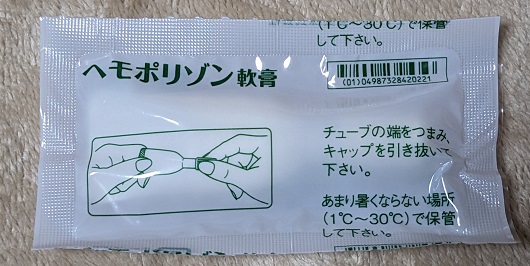 (1℃〜30℃)で保管
して下さい。
ヘモポリゾン軟膏
(01)04987328420221
チューブの端をつまみ、
キャップを引き抜いて
下さい。
あまり暑くならない場所
(1℃〜30℃)で保管
して下さい。